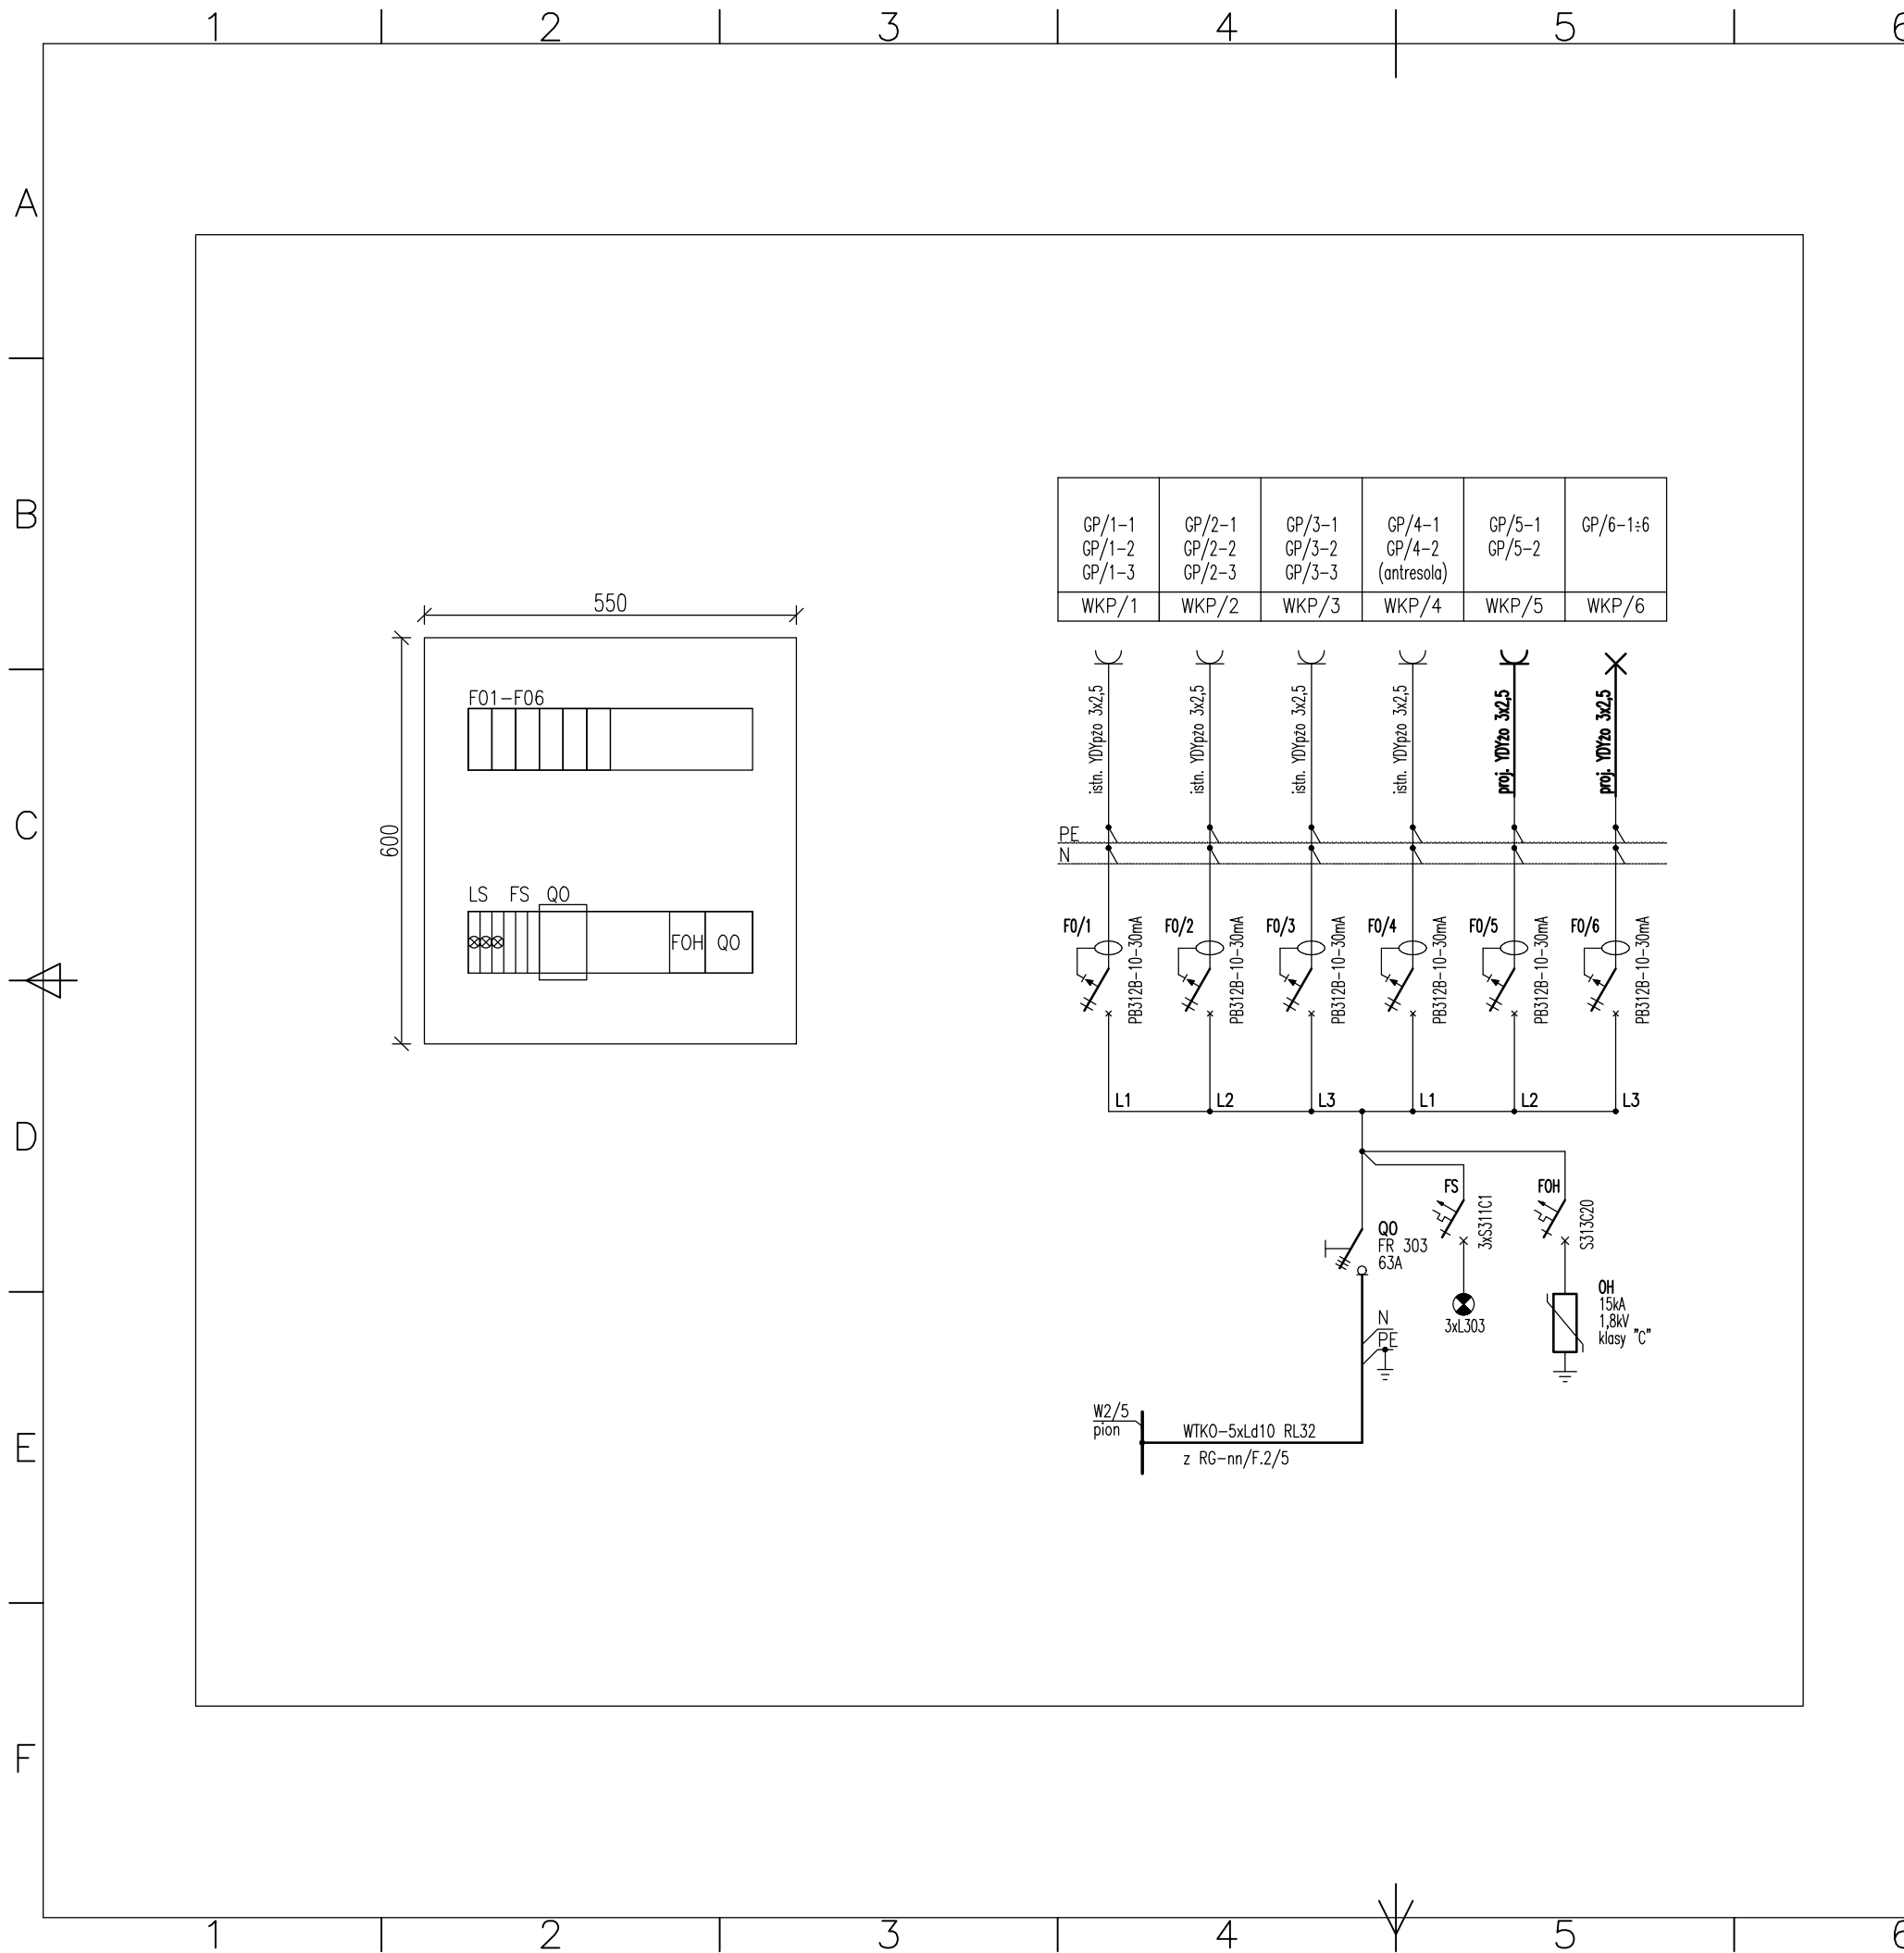 1 2 3 4 5 6
A
B
C
D
E
F
GP/1-1
GP/1-2
GP/1-3
WKP/1
GP/2-1
GP/2-2
GP/2-3
WKP/2
GP/3-1
GP/3-2
GP/3-3
WKP/3
GP/4-1
GP/4-2
(antresola)
WKP/4
GP/5-1
GP/5-2
WKP/5
GP/6-1÷6
WKP/6
550
600
F01-F06
LS FS QO
FOH QO
istn. YDYpżo 3x2,5
istn. YDYpżo 3x2,5
istn. YDYpżo 3x2,5
istn. YDYpżo 3x2,5
proj. YDYżo 3x2,5
proj. YDYżo 3x2,5
PE
N
F0/1
PB312B-10-30mA
F0/2
PB312B-10-30mA
F0/3
PB312B-10-30mA
F0/4
PB312B-10-30mA
F0/5
PB312B-10-30mA
F0/6
PB312B-10-30mA
L1 L2 L3 L1 L2 L3
FS
3xS311C1
3xL303
FOH
S313C20
QO
FR 303
63A
OH
15kA
1,8kV
klasy "C"
N
PE
W2/5
pion
WTKO-5xLd10 RL32
z RG-nn/F.2/5
1 2 3 4 5 6